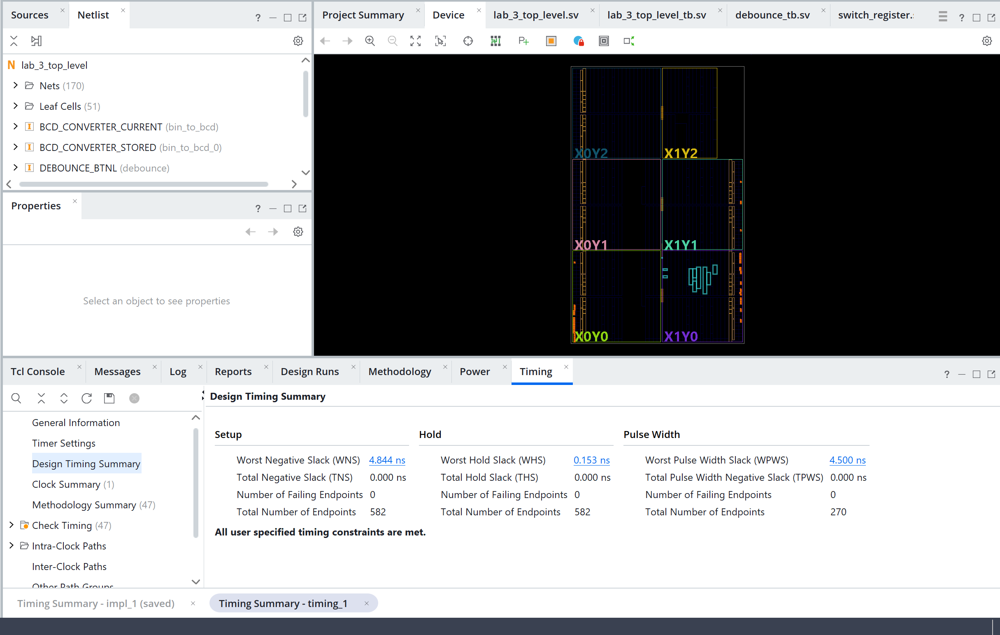 Sources
Netlist
lab_3_top_level
Nets (170)
Leaf Cells (51)
BCD_CONVERTER_CURRENT (bin_to_bcd)
BCD_CONVERTER_STORED (bin_to_bcd_0)
DEBOUNCE_BTNL (debounce)
Properties
Select an object to see properties
Project Summary
Device
lab_3_top_level.sv
lab_3_top_level_tb.sv
debounce_tb.sv
switch_register.
X0Y2
X1Y2
X0Y1
X1Y1
X0Y0
X1Y0
Tcl Console
Messages
Log
Reports
Design Runs
Methodology
Power
Timing
General Information
Timer Settings
Design Timing Summary
Clock Summary (1)
Methodology Summary (47)
Check Timing (47)
Intra-Clock Paths
Inter-Clock Paths
Other Path Groups
Design Timing Summary
Setup
Worst Negative Slack (WNS) 4.844 ns
Total Negative Slack (TNS) 0.000 ns
Number of Failing Endpoints 0
Total Number of Endpoints 582
Hold
Worst Hold Slack (WHS) 0.153 ns
Total Hold Slack (THS) 0.000 ns
Number of Failing Endpoints 0
Total Number of Endpoints 582
Pulse Width
Worst Pulse Width Slack (WPWS) 4.500 ns
Total Pulse Width Negative Slack (TPWS) 0.000 ns
Number of Failing Endpoints 0
Total Number of Endpoints 270
All user specified timing constraints are met.
Timing Summary - impl_1 (saved)
Timing Summary - timing_1